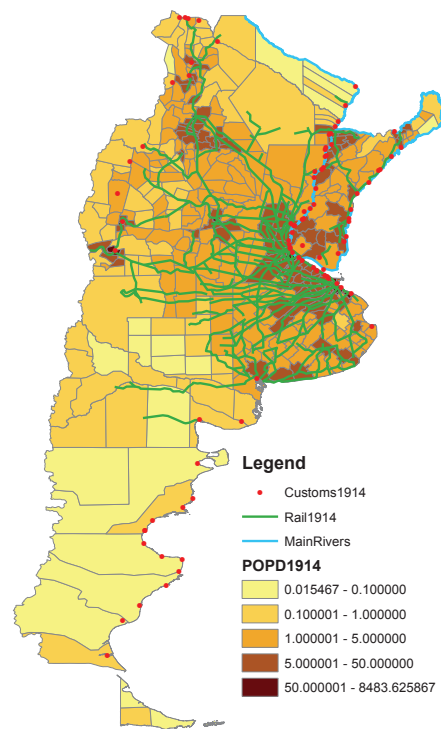 Legend
Customs1914
Rail1914
MainRivers
POPD1914
0.015467 - 0.100000
0.100001 - 1.000000
1.000001 - 5.000000
5.000001 - 50.000000
50.000001 - 8483.625867